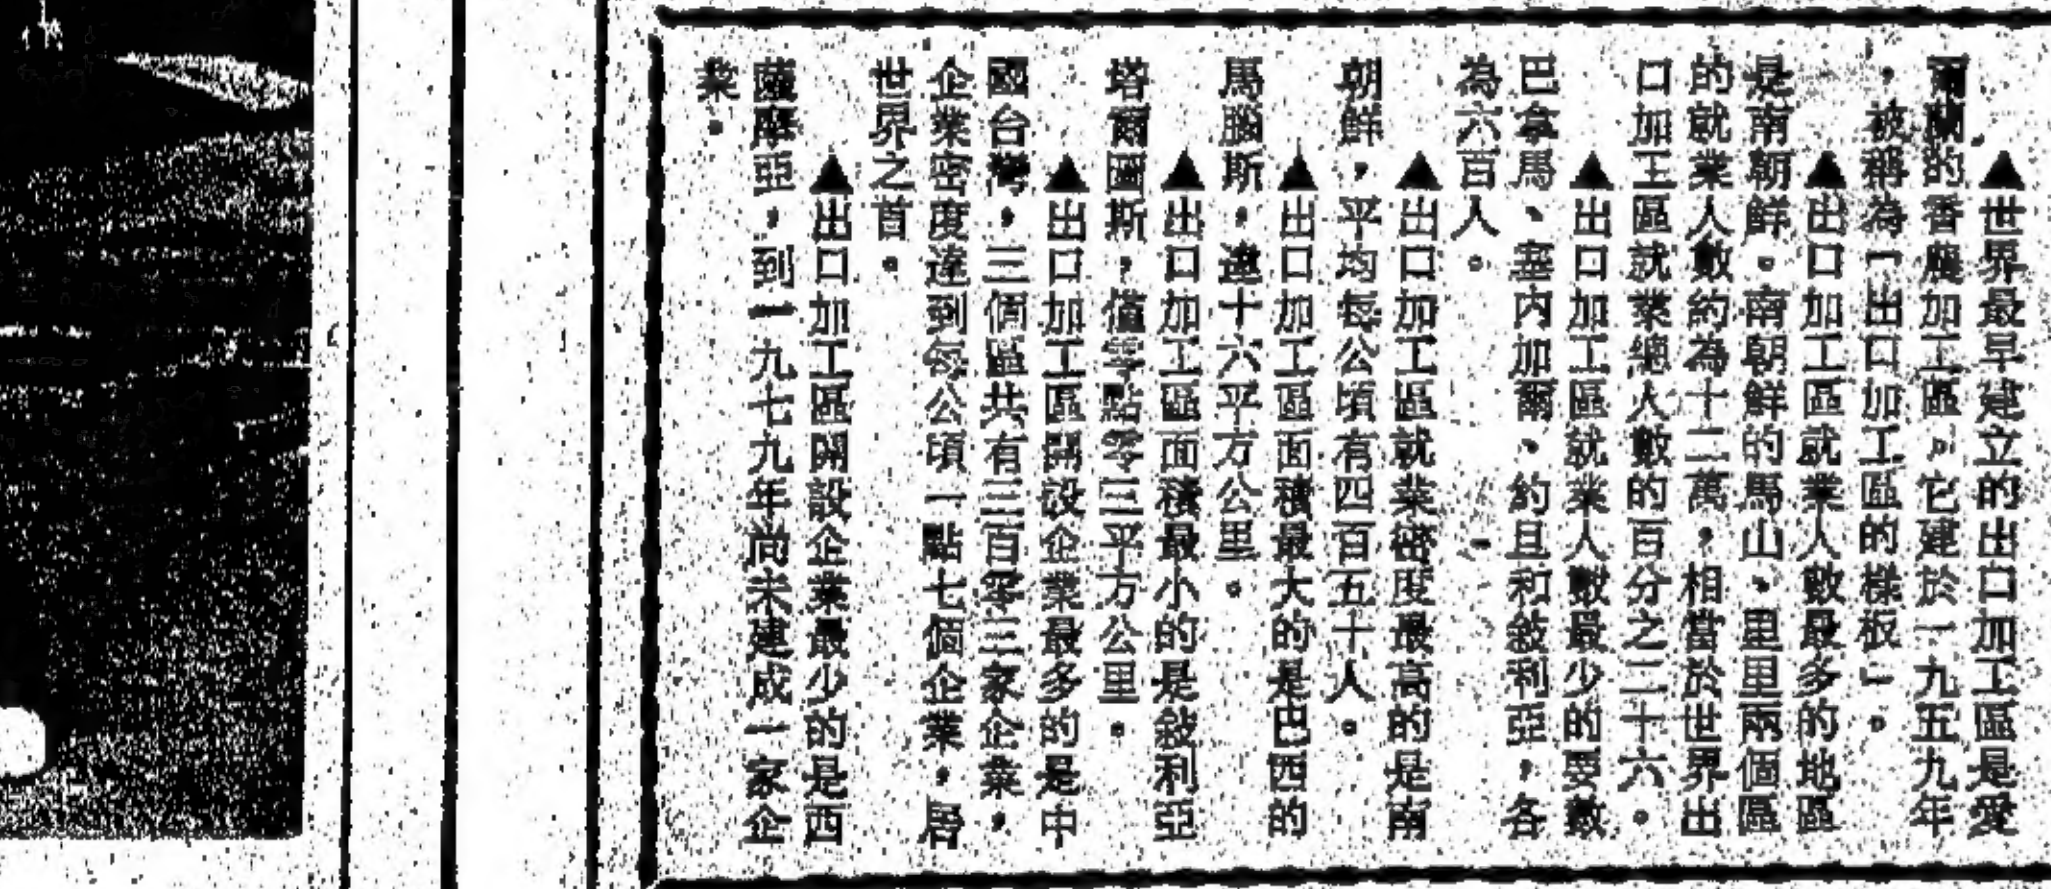 ▲世界最早建立的出口加工區是愛
爾蘭的香農加工區。它建於一九五九年
，被稱為「出口加工區的樣板」。
▲出口加工區就業人數最多的地區
是南朝鮮。南朝鮮的馬山、里里兩個區
的就業人數約為十二萬，相當於世界出
口加工區就業總人數的百分之二十六。
▲出口加工區就業人數最少的要數
巴拿馬、塞內加爾、約旦和敘利亞，各
為六百人。
▲出口加工區就業密度最高的是南
朝鮮，平均每公頃有四百五十人。
▲出口加工區面積最大的是巴西的
馬腦斯，達十六平方公里。
▲出口加工區面積最小的是敘利亞
塔爾圖斯，僅零點零三平方公里。
▲出口加工區開設企業最多的是中
國台灣，三個區共有三百零三家企業，
企業密度達到每公頃一點七個企業，居
世界之首。
▲出口加工區開設企業最少的是西
薩摩亞，到一九七九年尚未建成一家企
業。